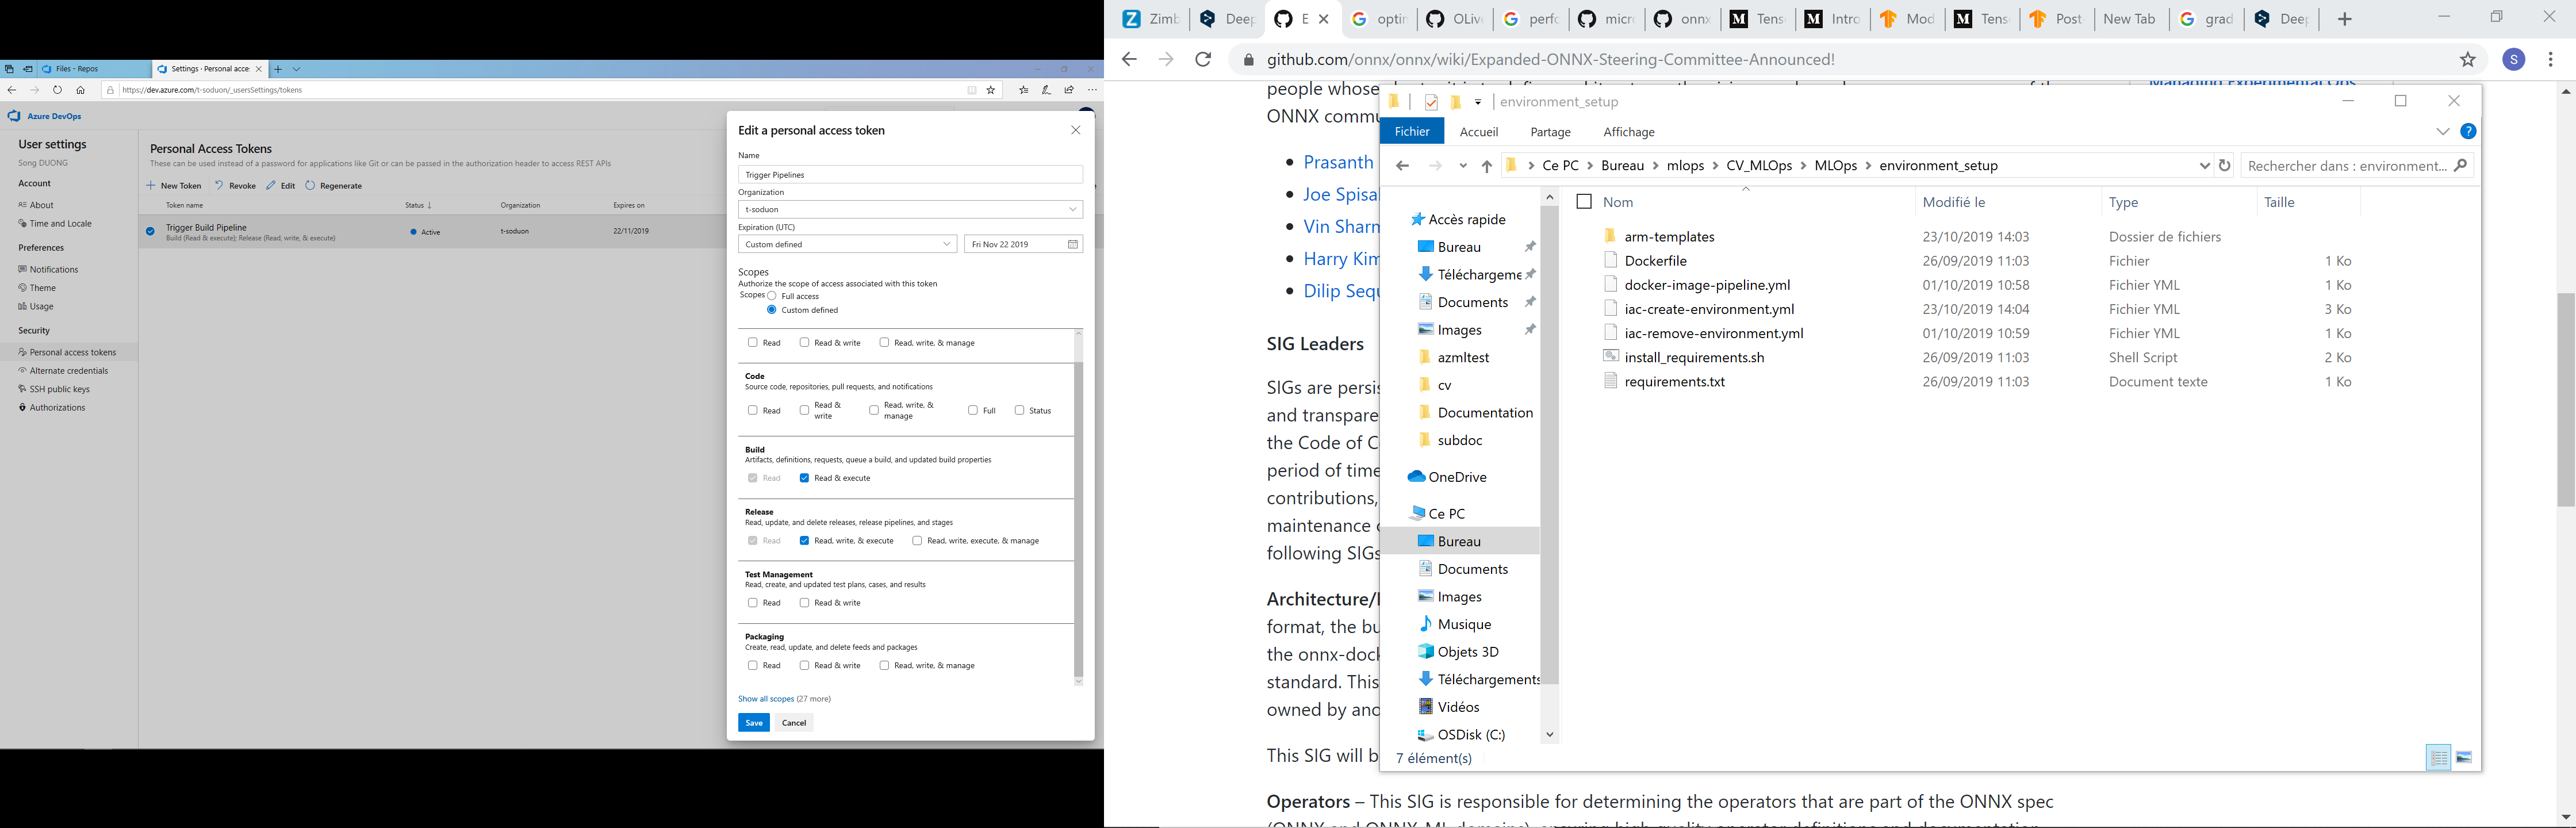 Files - Repos
Settings - Personal acce:
https://dev.azure.com/t-soduon/_usersSettings/tokens
Azure DevOps
User settings
Song DUONG
Account
About
Time and Locale
Preferences
Notifications
Theme
Usage
Security
Personal access tokens
Alternate credentials
SSH public keys
Authorizations
Personal Access Tokens
These can be used instead of a password for applications like Git or can be passed in the authorization header to access REST APIs
New Token Revoke Edit Regenerate
Token name Status Organization Expires on
Trigger Build Pipeline
Build (Read & execute); Release (Read, write, & execute)
Active t-soduon 22/11/2019
Edit a personal access token
Name
Trigger Pipelines
Organization
t-soduon
Expiration (UTC)
Custom defined Fri Nov 22 2019
Scopes
Authorize the scope of access associated with this token
Scopes Full access
Custom defined
Read Read & write Read, write, & manage
Code
Source code, repositories, pull requests, and notifications
Read Read & write Read, write, & manage Full Status
Build
Artifacts, definitions, requests, queue a build, and updated build properties
Read Read & execute
Release
Read, update, and delete releases, release pipelines, and stages
Read Read, write, & execute Read, write, execute, & manage
Test Management
Read, create, and updated test plans, cases, and results
Read Read & write
Packaging
Create, read, update, and delete feeds and packages
Read Read & write Read, write, & manage
Show all scopes (27 more)
Save Cancel
Z Zimb Deep E optin OLive perfo micro onnx M Tens M Intro Mod M Tens Post New Tab grad Deep
github.com/onnx/onnx/wiki/Expanded-ONNX-Steering-Committee-Announced!
S
Managing Experimental Ops
people whose
ONNX commu
Prasanth
Joe Spisa
Vin Sharm
Harry Kim
Dilip Sequ
SIG Leaders
SIGs are persis
and transpare
the Code of C
period of time
contributions,
maintenance
following SIGs
Architecture/
format, the bu
the onnx-dock
standard. This
owned by ano
This SIG will b
Operators – This SIG is responsible for determining the operators that are part of the ONNX spec
environment_setup
Fichier Accueil Partage Affichage
Ce PC Bureau mlops CV_MLOps MLOps environment_setup
Rechercher dans : environment...
Accès rapide
Bureau
Téléchargeme
Documents
Images
azmltest
cv
Documentation
subdoc
OneDrive
Ce PC
Bureau
Documents
Images
Musique
Objets 3D
Téléchargements
Vidéos
OSDisk (C:)
Nom Modifié le Type Taille
arm-templates 23/10/2019 14:03 Dossier de fichiers
Dockerfile 26/09/2019 11:03 Fichier 1 Ko
docker-image-pipeline.yml 01/10/2019 10:58 Fichier YML 1 Ko
iac-create-environment.yml 23/10/2019 14:04 Fichier YML 3 Ko
iac-remove-environment.yml 01/10/2019 10:59 Fichier YML 1 Ko
install_requirements.sh 26/09/2019 11:03 Shell Script 2 Ko
requirements.txt 26/09/2019 11:03 Document texte 1 Ko
7 élément(s)